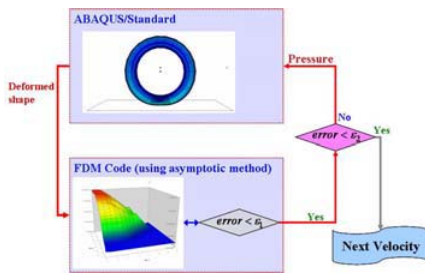 ABAQUS/Standard
Deformed
shape
Pressure
No
Yes
error < ε₂
FDM Code (using asymptotic method)
error < ε₁
Yes
Next Velocity